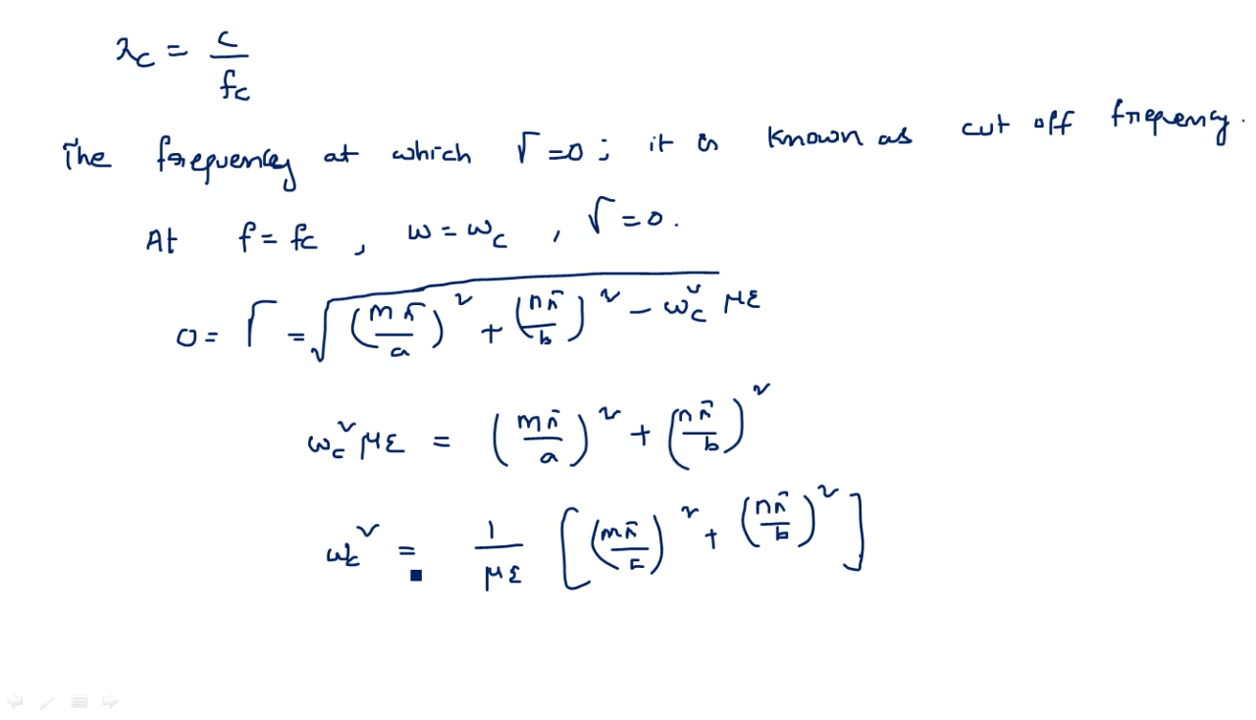 λc = c/fc
The frequency at which Γ = 0 ; it is known as cut off frequency.
At f = fc , ω = ωc , Γ = 0.
0 = Γ = √((mπ/a)² + (nπ/b)² - ωc² με)
ωc² με = (mπ/a)² + (nπ/b)²
ωc² = 1/με [(mπ/a)² + (nπ/b)²]